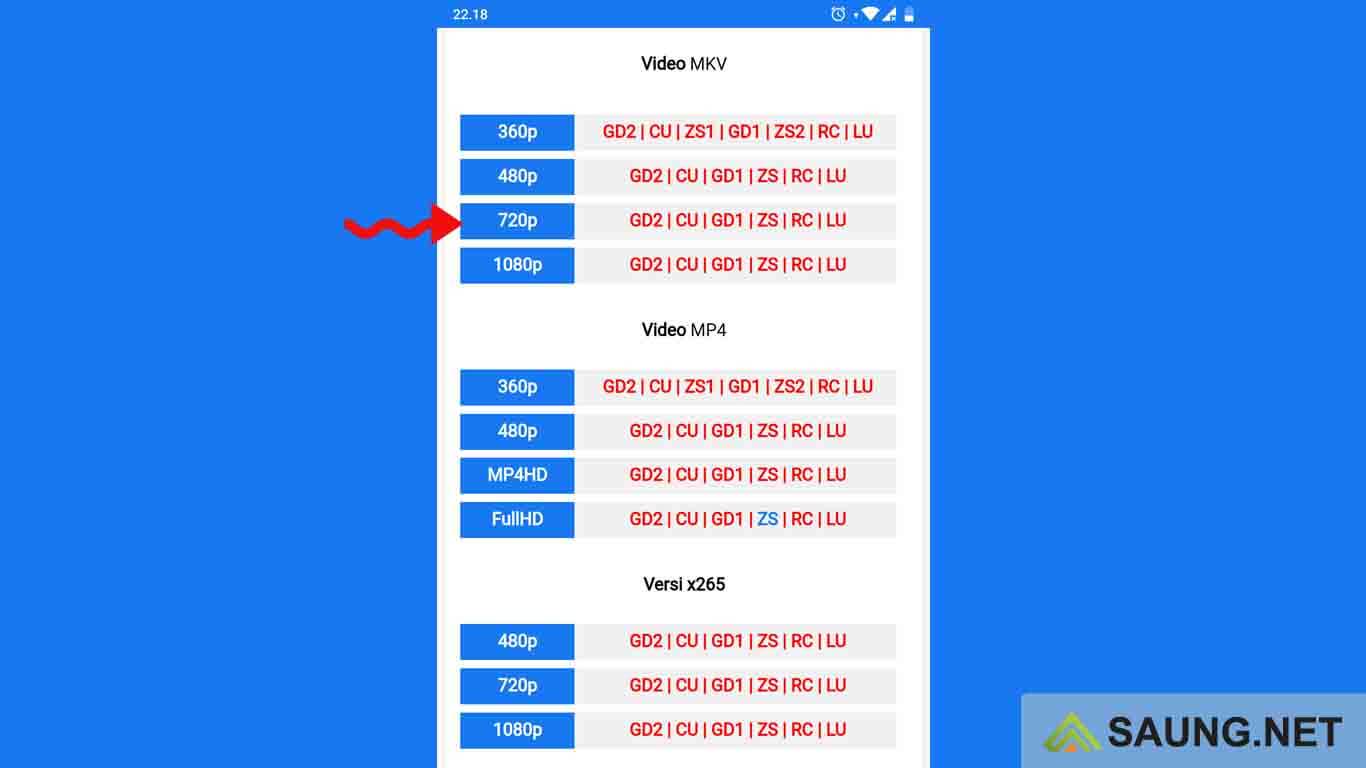 22.18
Video MKV
360p GD2 | CU | ZS1 | GD1 | ZS2 | RC | LU
480p GD2 | CU | GD1 | ZS | RC | LU
720p GD2 | CU | GD1 | ZS | RC | LU
1080p GD2 | CU | GD1 | ZS | RC | LU
Video MP4
360p GD2 | CU | ZS1 | GD1 | ZS2 | RC | LU
480p GD2 | CU | GD1 | ZS | RC | LU
MP4HD GD2 | CU | GD1 | ZS | RC | LU
FullHD GD2 | CU | GD1 | ZS | RC | LU
Versi x265
480p GD2 | CU | GD1 | ZS | RC | LU
720p GD2 | CU | GD1 | ZS | RC | LU
1080p GD2 | CU | GD1 | ZS | RC | LU
SAUNG.NET